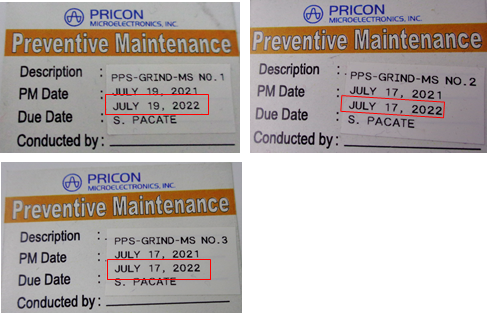 PRICON
MICROELECTRONICS, INC.
Preventive Maintenance
Description : PPS-GRIND-MS NO.1
PM Date : JULY 19, 2021
Due Date : JULY 19, 2022
Conducted by : S. PACATE
PRICON
MICROELECTRONICS, INC.
Preventive Maintenance
Description : PPS-GRIND-MS NO.2
PM Date : JULY 17, 2021
Due Date : JULY 17, 2022
Conducted by : S. PACATE
PRICON
MICROELECTRONICS, INC.
Preventive Maintenance
Description : PPS-GRIND-MS NO.3
PM Date : JULY 17, 2021
Due Date : JULY 17, 2022
Conducted by : S. PACATE